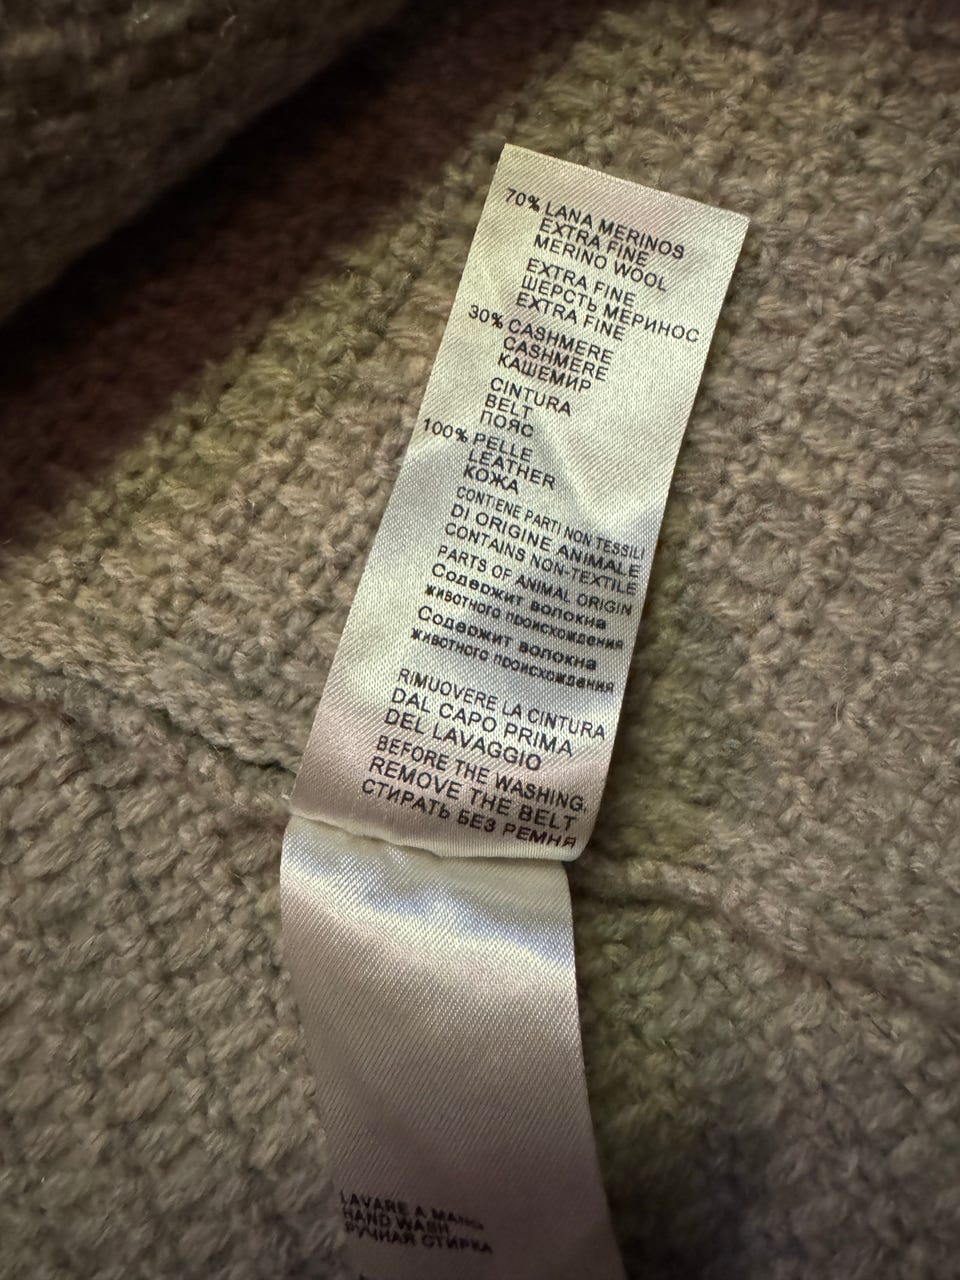 70% LANA MERINOS
EXTRA FINE
MERINO WOOL
EXTRA FINE
ШЕРСТЬ МЕРИНОС
EXTRA FINE
30% CASHMERE
CASHMERE
КАШЕМИР
CINTURA
BELT
ПОЯС
100% PELLE
LEATHER
КОЖА
CONTIENE PARTI NON TESSILI
DI ORIGINE ANIMALE
CONTAINS NON-TEXTILE
PARTS OF ANIMAL ORIGIN
Содержит волокна
животного происхождения
Содержит волокна
животного происхождения
RIMUOVERE LA CINTURA
DAL CAPO PRIMA
DEL LAVAGGIO
BEFORE THE WASHING,
REMOVE THE BELT
СТИРАТЬ БЕЗ РЕМНЯ
LAVARE A MANO
HAND WASH
РУЧНАЯ СТИРКА